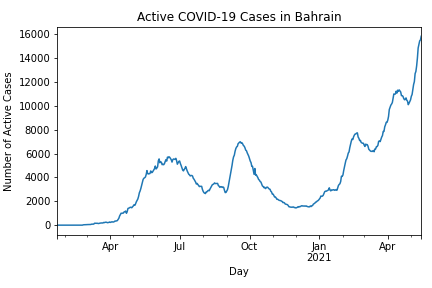 Active COVID-19 Cases in Bahrain
Number of Active Cases
16000
14000
12000
10000
8000
6000
4000
2000
0
Apr
Jul
Oct
Jan
2021
Apr
Day